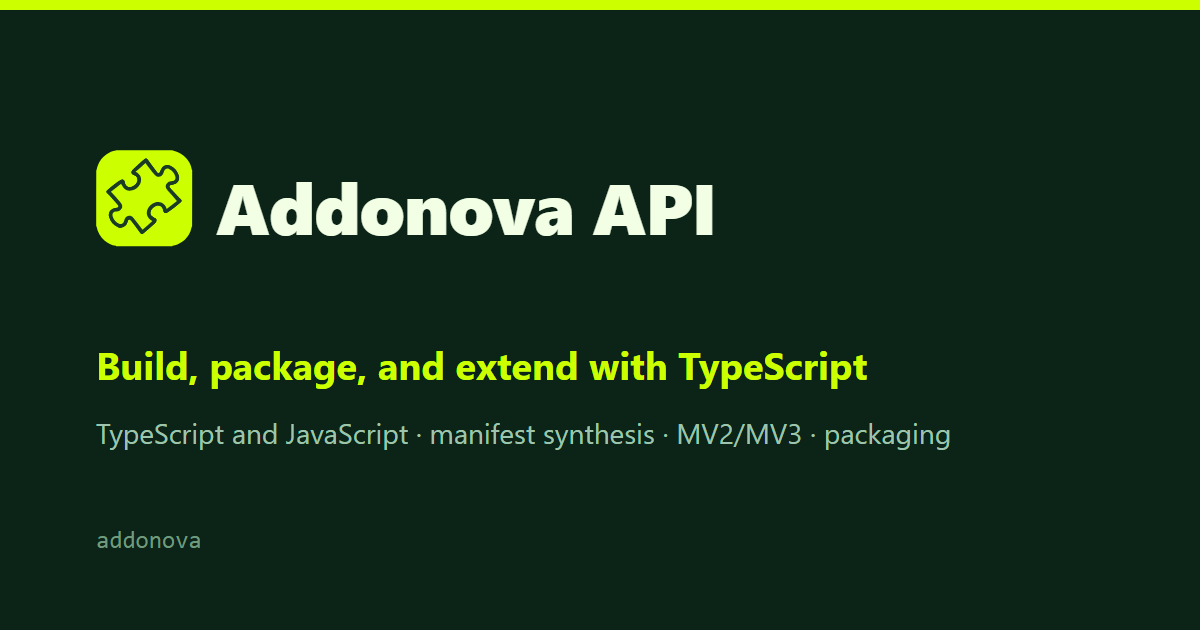 Addonova API
Build, package, and extend with TypeScript
TypeScript and JavaScript · manifest synthesis · MV2/MV3 · packaging
addonova